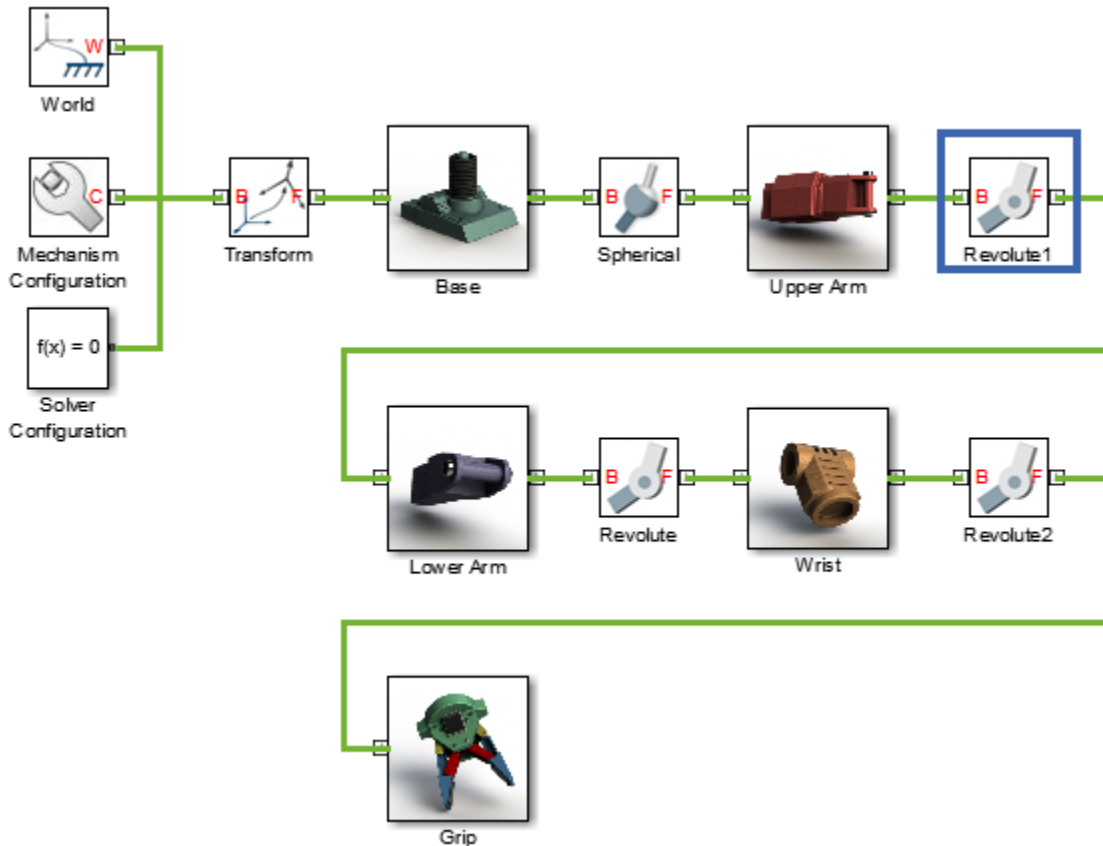 W
World
C
Mechanism
Configuration
f(x) = 0
Solver
Configuration
B F
Transform
Base
B F
Spherical
Upper Arm
B F
Revolute1
Lower Arm
B F
Revolute
Wrist
B F
Revolute2
Grip